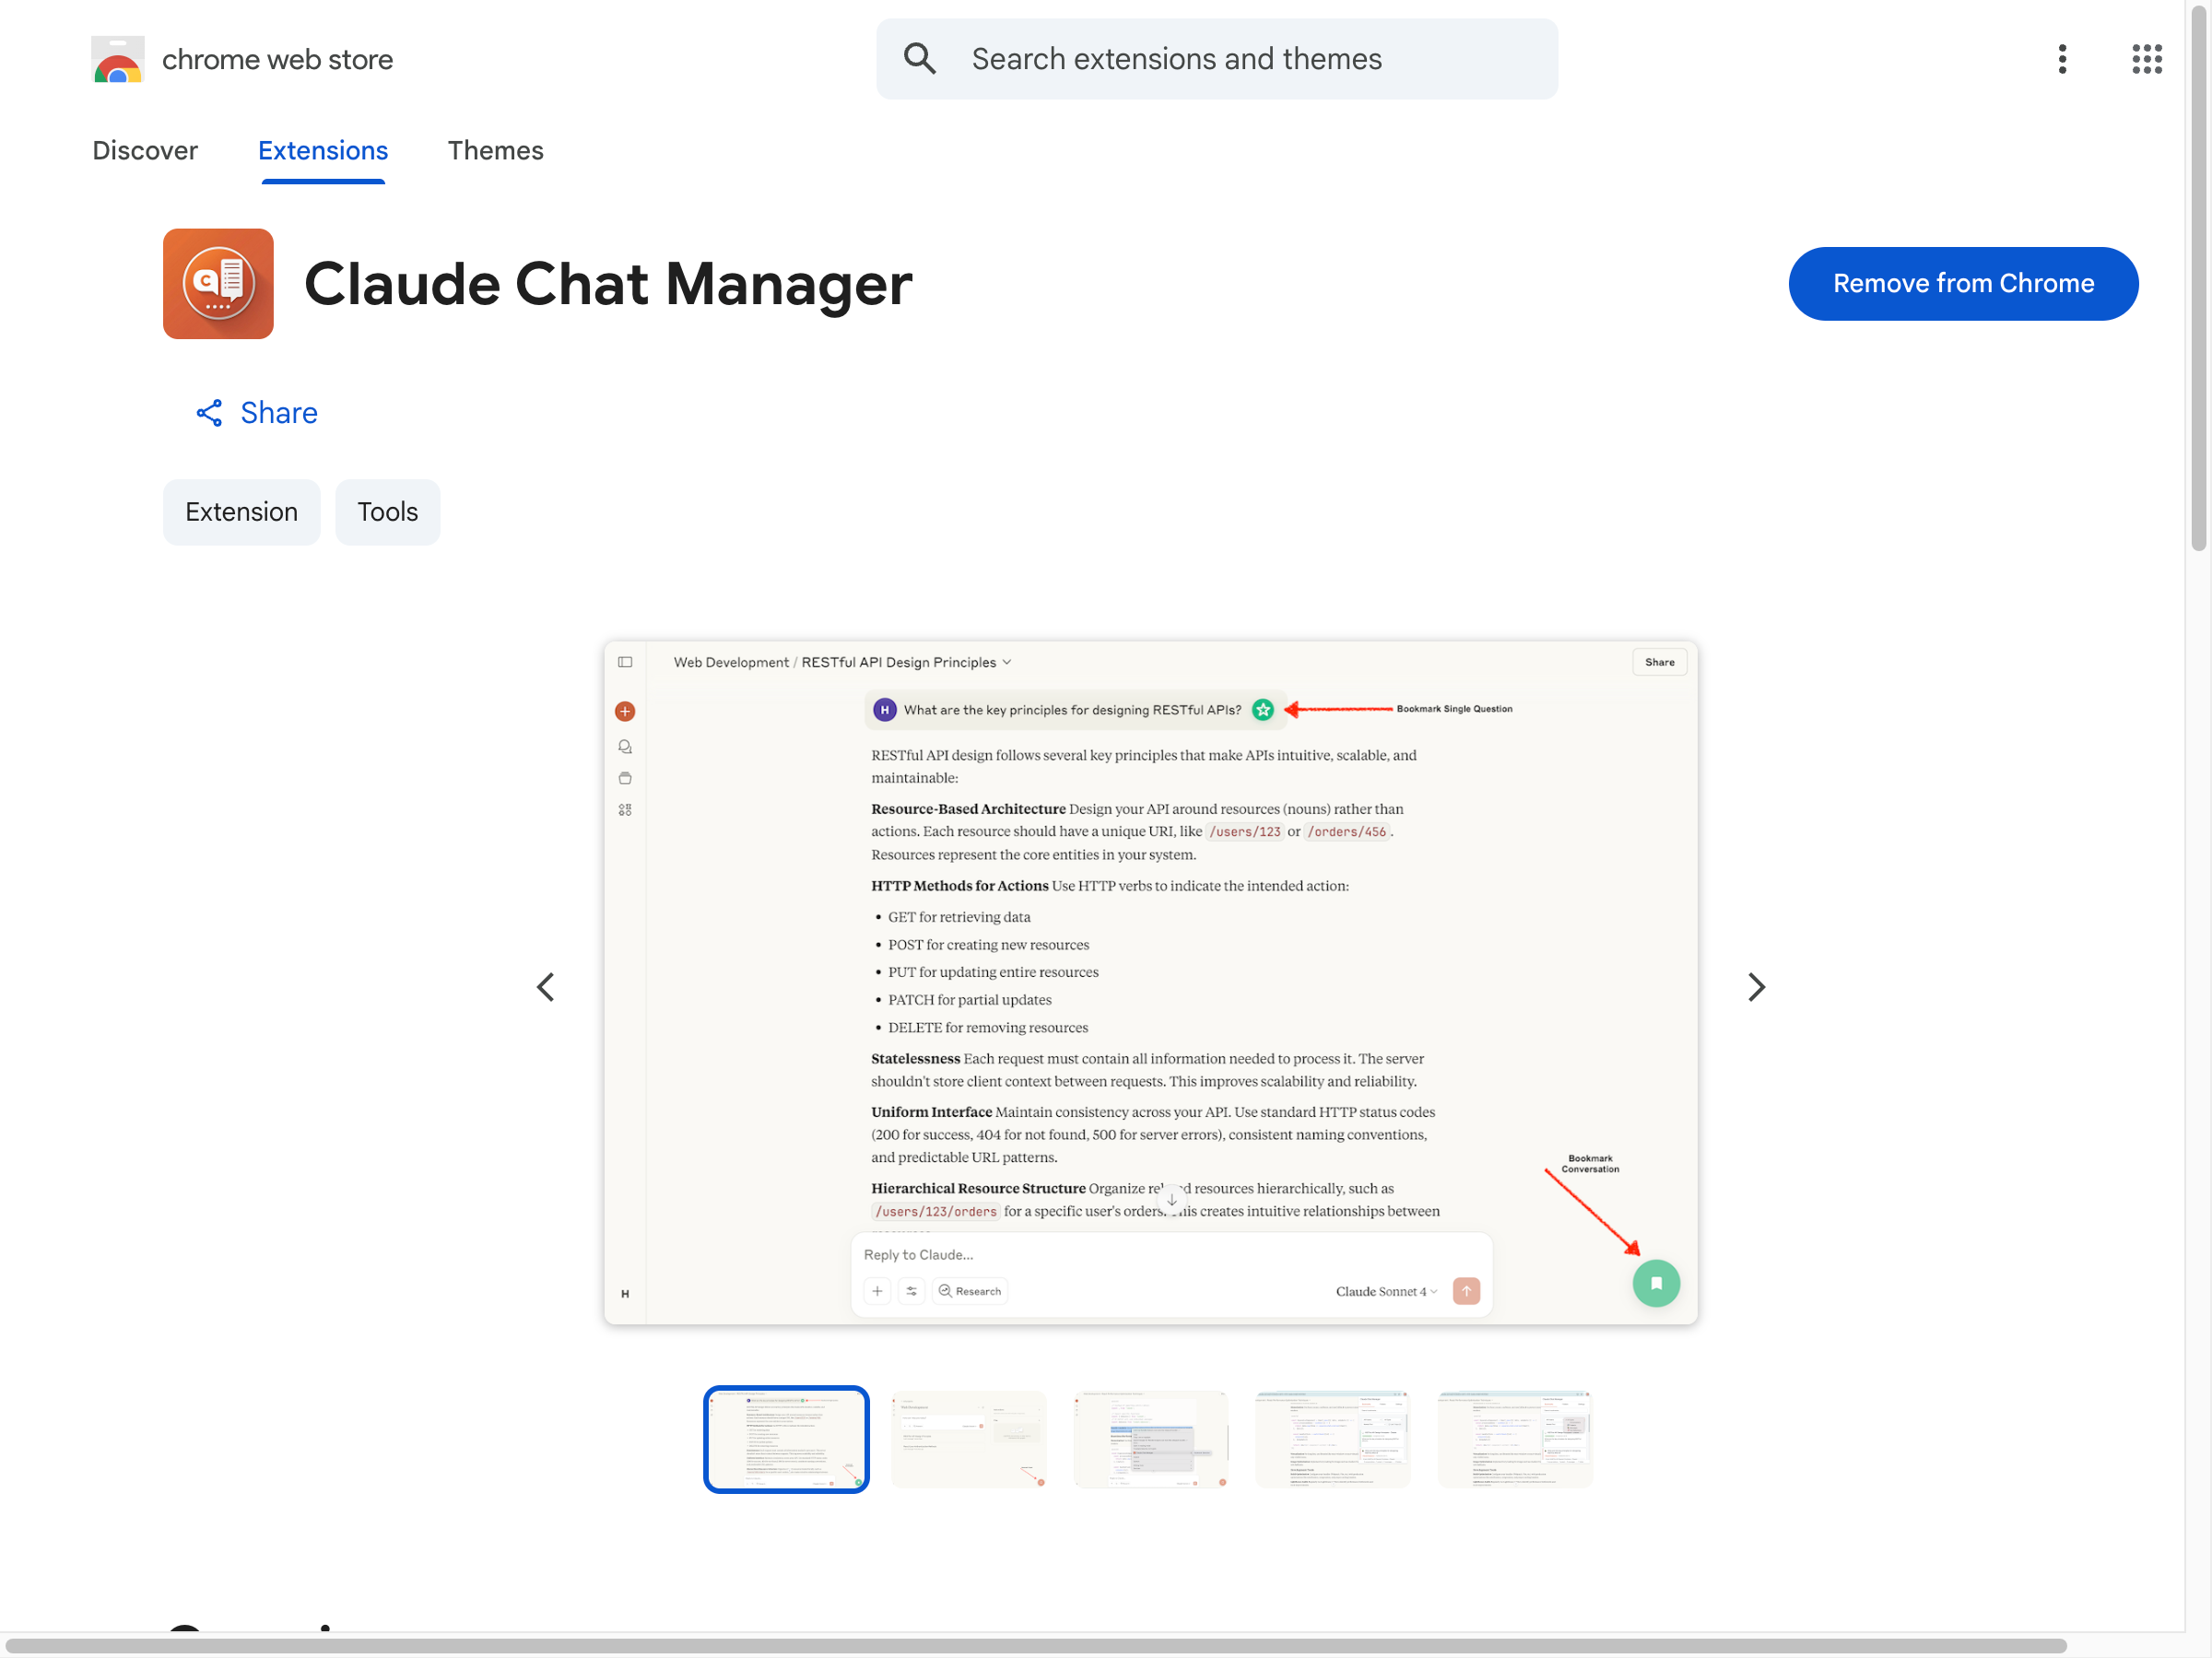 chrome web store
Search extensions and themes
Discover
Extensions
Themes
Claude Chat Manager
Remove from Chrome
Share
Extension
Tools
Web Development / RESTful API Design Principles
Share
H
What are the key principles for designing RESTful APIs?
Bookmark Single Question
RESTful API design follows several key principles that make APIs intuitive, scalable, and
maintainable:
Resource-Based Architecture Design your API around resources (nouns) rather than
actions. Each resource should have a unique URI, like /users/123 or /orders/456.
Resources represent the core entities in your system.
HTTP Methods for Actions Use HTTP verbs to indicate the intended action:
• GET for retrieving data
• POST for creating new resources
• PUT for updating entire resources
• PATCH for partial updates
• DELETE for removing resources
Statelessness Each request must contain all information needed to process it. The server
shouldn't store client context between requests. This improves scalability and reliability.
Uniform Interface Maintain consistency across your API. Use standard HTTP status codes
(200 for success, 404 for not found, 500 for server errors), consistent naming conventions,
and predictable URL patterns.
Bookmark
Conversation
Hierarchical Resource Structure Organize resources hierarchically, such as
/users/123/orders for a specific user's orders. creates intuitive relationships between
Reply to Claude...
Research
Claude Sonnet 4
H